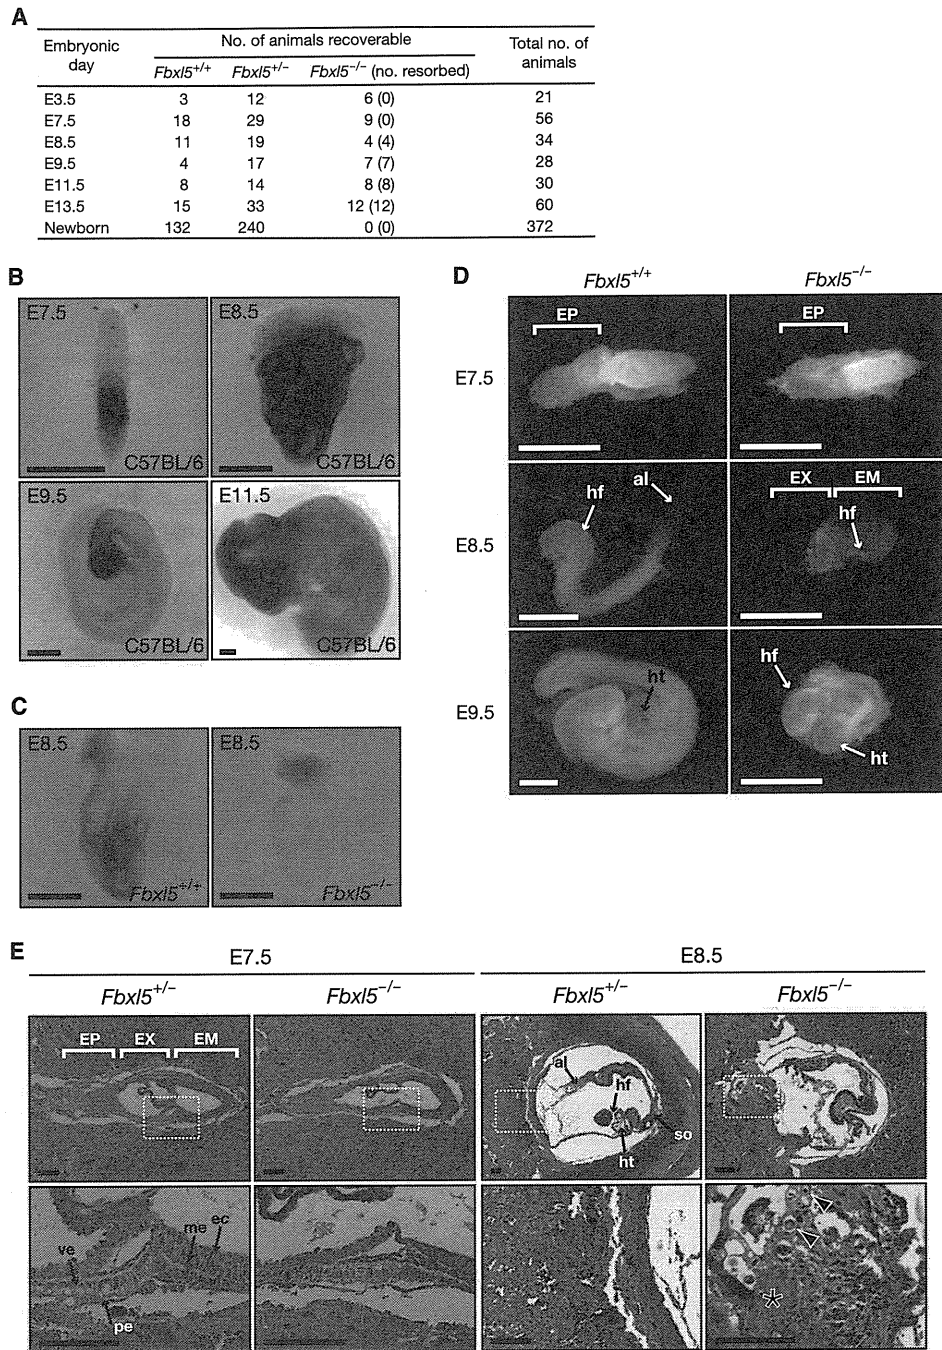 A
Embryonic day No. of animals recoverable Total no. of animals
Fbxl5+/+ Fbxl5+/− Fbxl5−/− (no. resorbed)
E3.5 3 12 6 (0) 21
E7.5 18 29 9 (0) 56
E8.5 11 19 4 (4) 34
E9.5 4 17 7 (7) 28
E11.5 8 14 8 (8) 30
E13.5 15 33 12 (12) 60
Newborn 132 240 0 (0) 372
B
E7.5 C57BL/6
E8.5 C57BL/6
E9.5 C57BL/6
E11.5 C57BL/6
C
E8.5 Fbxl5+/+
E8.5 Fbxl5−/−
D
Fbxl5+/+ Fbxl5−/−
E7.5
EP EP
E8.5
hf al
EX EM
hf
E9.5
ht
hf
ht
E
E7.5 E8.5
Fbxl5+/− Fbxl5−/− Fbxl5+/− Fbxl5−/−
EP EX EM
al hf
so
ht
ve me ec
pe
*